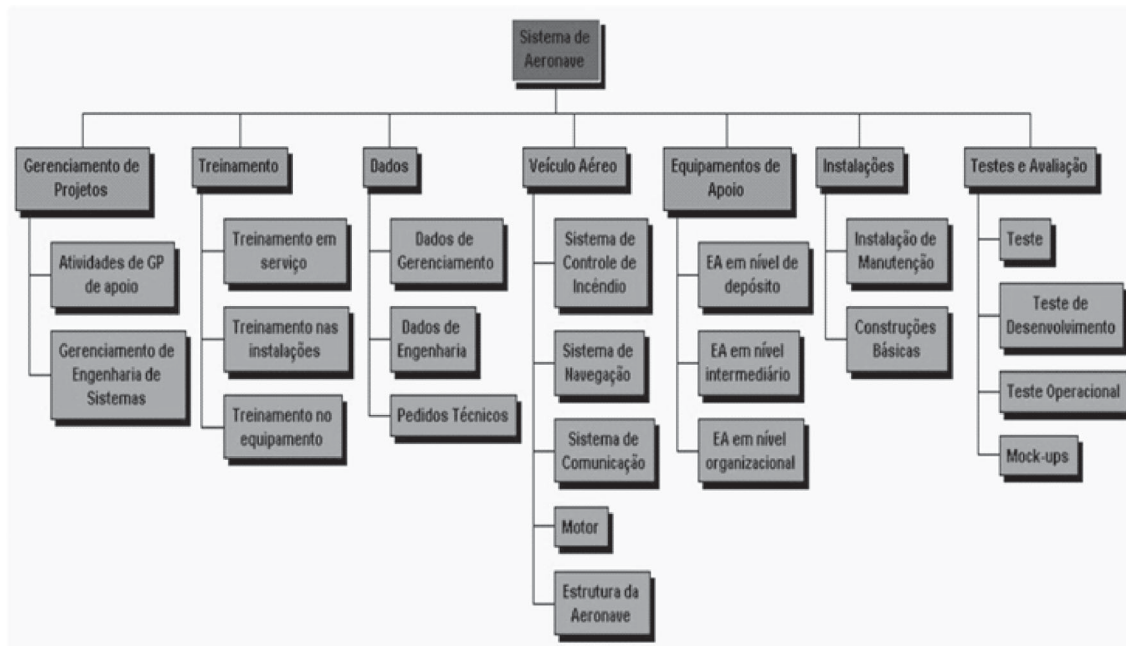 Sistema de
Aeronave
Gerenciamento de
Projetos
Atividades de GP
de apoio
Gerenciamento de
Engenharia de
Sistemas
Treinamento
Treinamento em
serviço
Treinamento nas
instalações
Treinamento no
equipamento
Dados
Dados de
Gerenciamento
Dados de
Engenharia
Pedidos Técnicos
Veículo Aéreo
Sistema de
Controle de
Incêndio
Sistema de
Navegação
Sistema de
Comunicação
Motor
Estrutura da
Aeronave
Equipamentos de
Apoio
EA em nível de
depósito
EA em nível
intermediário
EA em nível
organizacional
Instalações
Instalação de
Manutenção
Construções
Básicas
Testes e Avaliação
Teste
Teste de
Desenvolvimento
Teste Operacional
Mock-ups